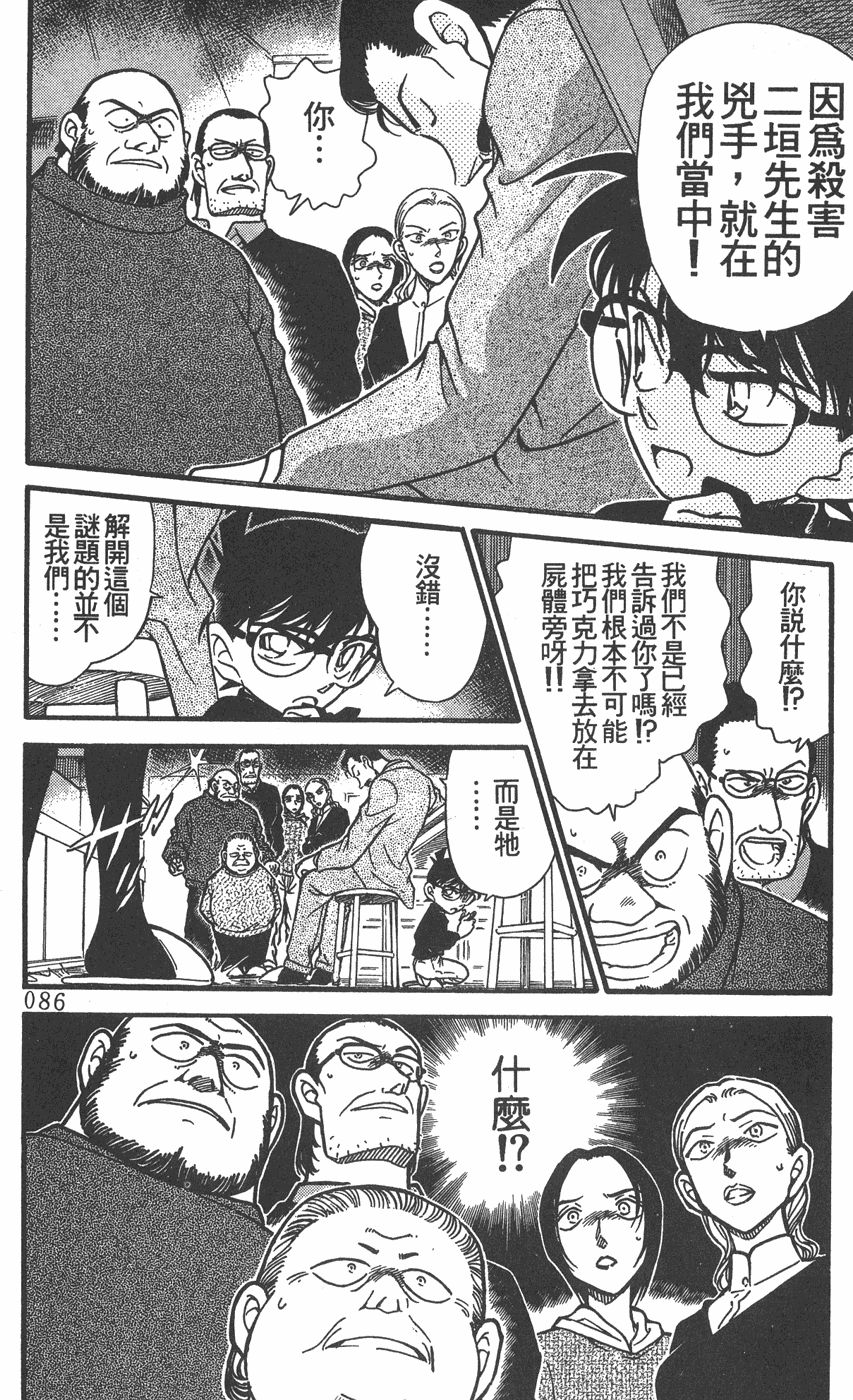 因爲殺害
二垣先生的
兇手，就在
我們當中！
你…
你說什麼!?
我們不是已經
告訴過你了嗎!?
我們根本不可能
把巧克力拿去放在
屍體旁呀!!
沒錯……
解開這個
謎題的並不
是我們……
而是牠
……
086
什麼!?